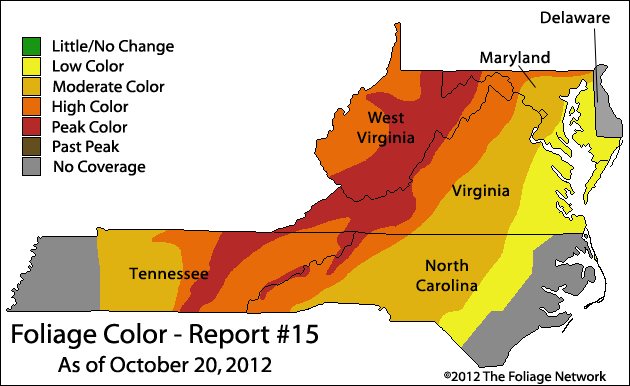 Delaware
Maryland
Little/No Change
Low Color
Moderate Color
High Color
Peak Color
Past Peak
No Coverage
West
Virginia
Virginia
Tennessee
North
Carolina
Foliage Color - Report #15
As of October 20, 2012
©2012 The Foliage Network